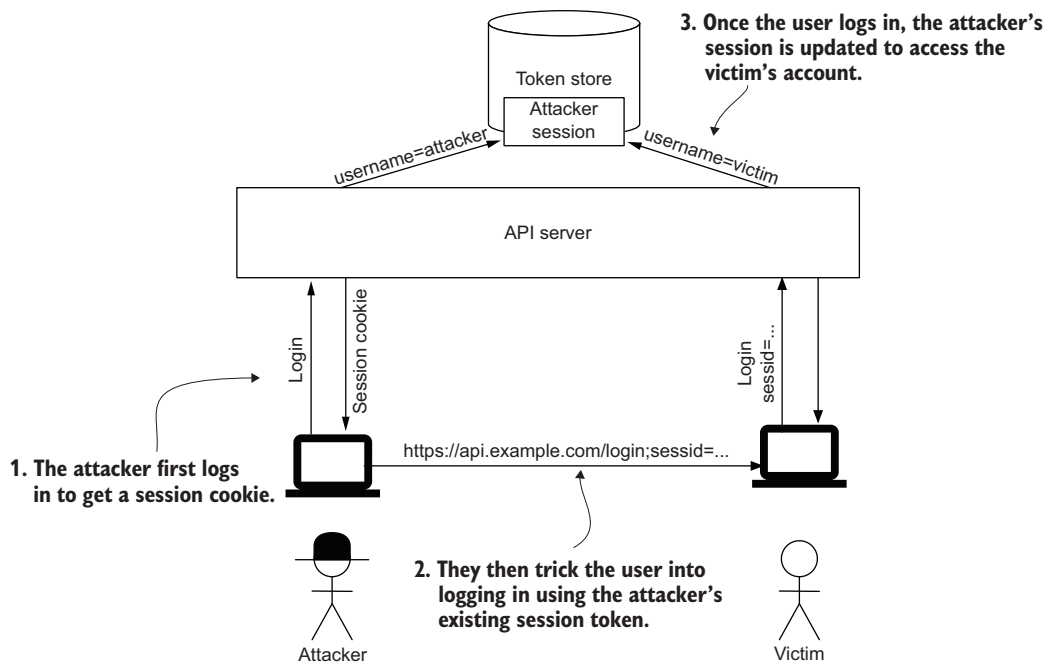 3. Once the user logs in, the attacker's
session is updated to access the
victim's account.
Token store
Attacker
session
username=attacker
username=victim
API server
Login
Session cookie
Login
sessid=...
1. The attacker first logs
in to get a session cookie.
https://api.example.com/login;sessid=...
2. They then trick the user into
logging in using the attacker's
existing session token.
Attacker
Victim